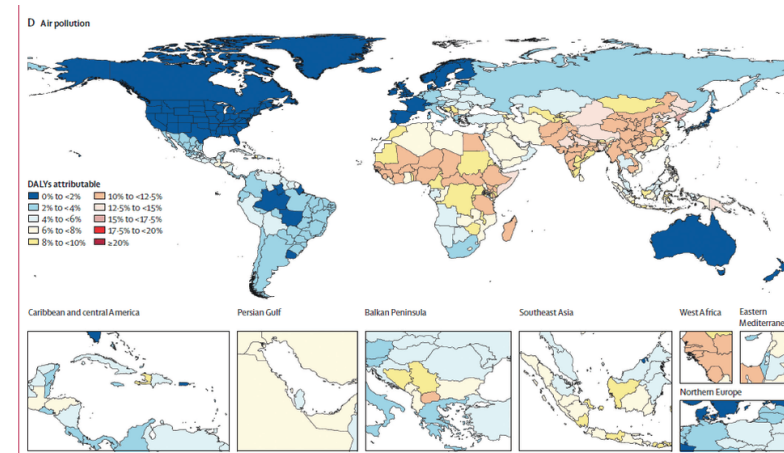 D Air pollution
DALYs attributable
0% to <2%
2% to <4%
4% to <6%
6% to <8%
8% to <10%
10% to <12·5%
12·5% to <15%
15% to <17·5%
17·5% to <20%
≥20%
Caribbean and central America
Persian Gulf
Balkan Peninsula
Southeast Asia
West Africa
Eastern
Mediterrane
Northern Europe